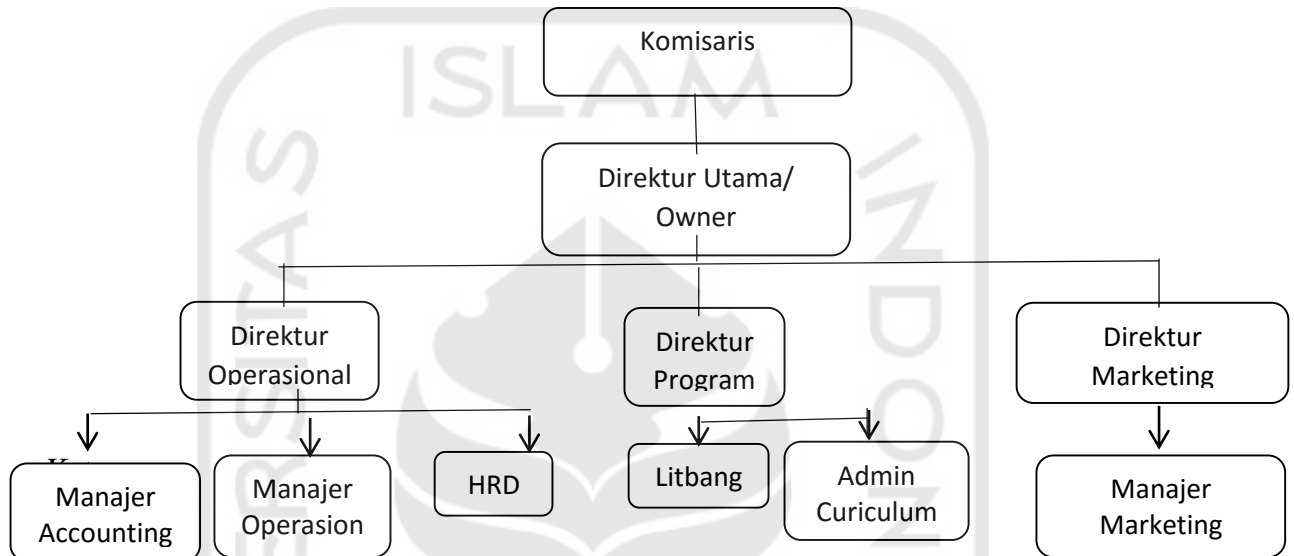 ISLAM
Komisaris
Direktur Utama/
Owner
Direktur
Operasional
Direktur
Program
Direktur
Marketing
Manajer
Accounting
Manajer
Operasion
HRD
Litbang
Admin
Curiculum
Manajer
Marketing